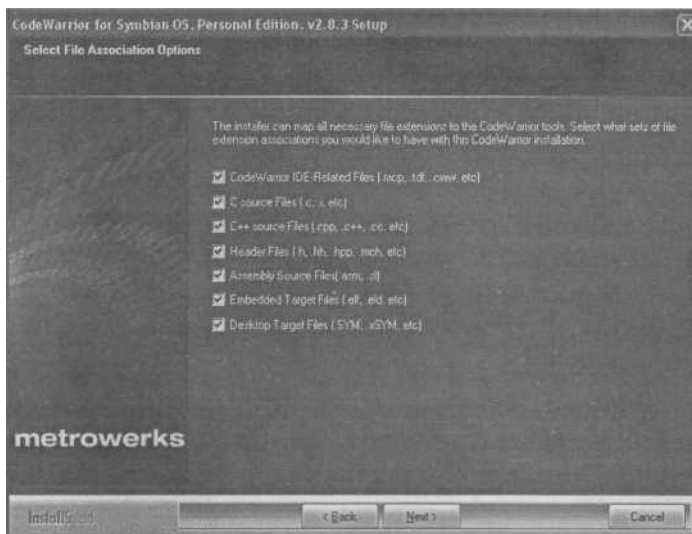 CodeWarrior for Symbian OS, Personal Edition. v2.8.3 Setup
Select File Association Options
The installer can map all necessary file extensions to the CodeWarrior tools. Select what sets of file
extension associations you would like to have with this CodeWarrior installation.
CodeWarrior IDE-Related Files (.mcp, .tdt, .cww, etc)
C source Files (.c, .i, etc)
C++ source Files (.cpp, .c++, .cc, etc)
Header Files (.h, .hh, .hpp, .mch, etc)
Assembly Source Files(.asm, .s)
Embedded Target Files (.elf, .eld, etc)
Desktop Target Files (.SYM, .xSYM, etc)
metrowerks
< Back
Next >
Cancel